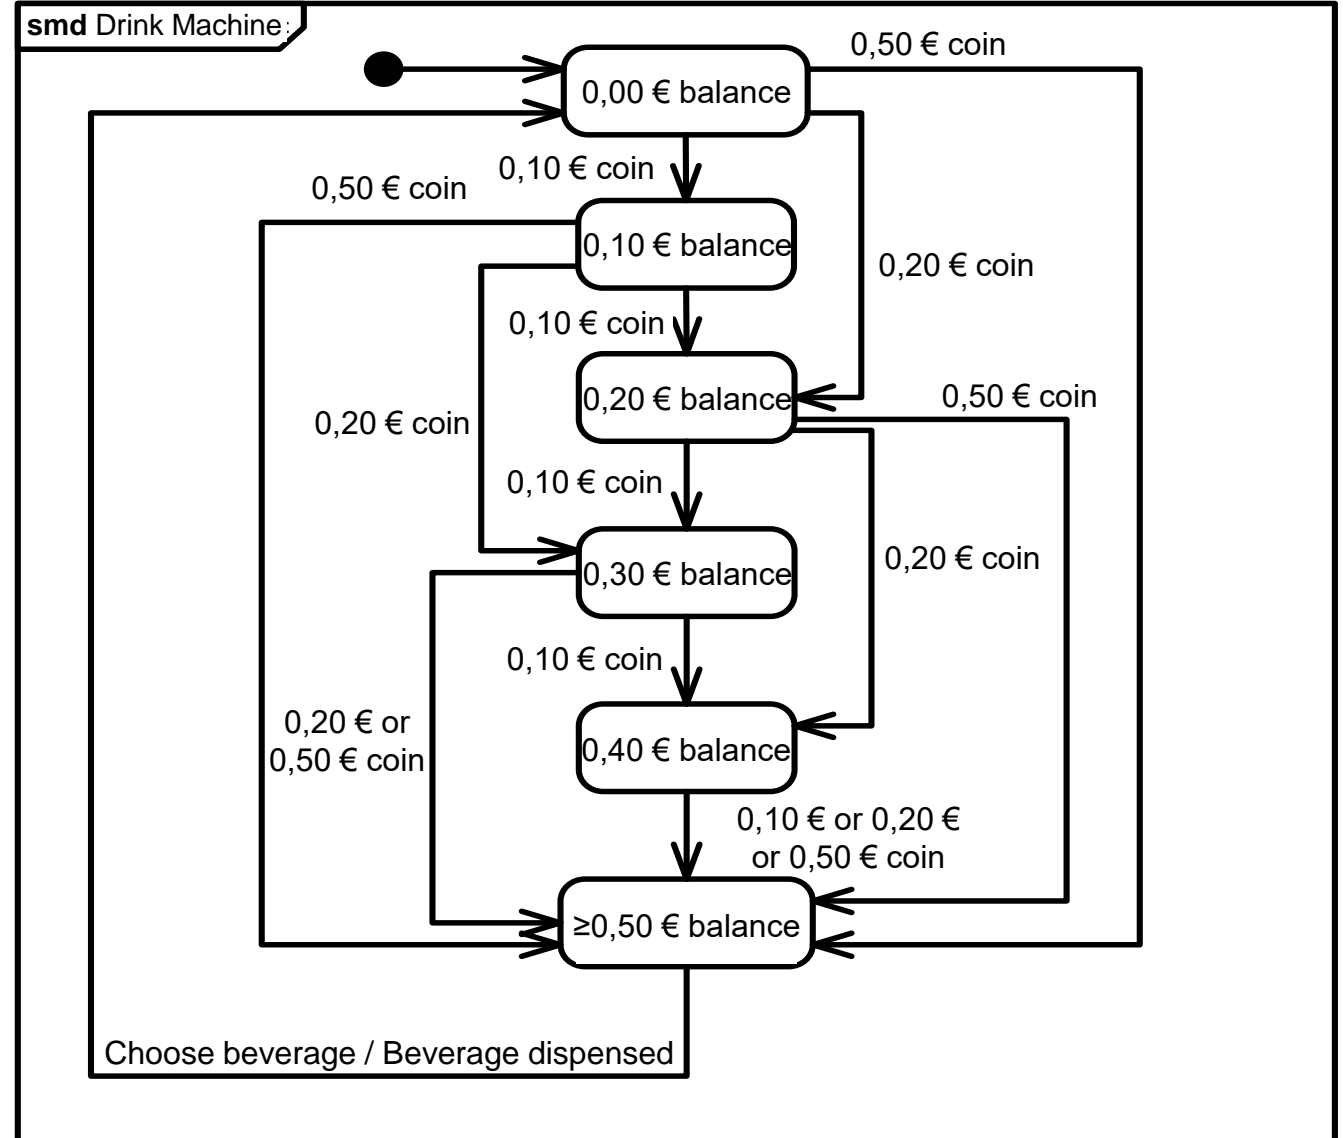 smd Drink Machine
0,50 € coin
0,00 € balance
0,10 € coin
0,50 € coin
0,10 € balance
0,20 € coin
0,10 € coin
0,20 € balance
0,50 € coin
0,20 € coin
0,10 € coin
0,20 € coin
0,30 € balance
0,10 € coin
0,20 € or
0,50 € coin
0,40 € balance
0,10 € or 0,20 €
or 0,50 € coin
≥0,50 € balance
Choose beverage / Beverage dispensed